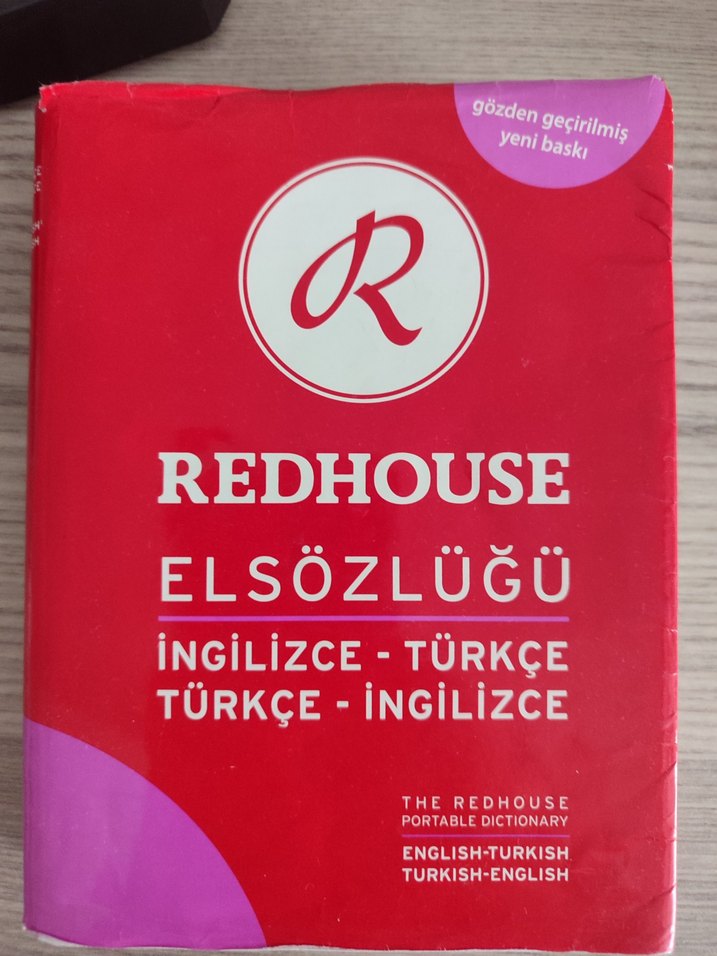 gözden geçirilmiş
yeni baskı
R
REDHOUSE
ELSÖZLÜĞÜ
İNGİLİZCE - TÜRKÇE
TÜRKÇE - İNGİLİZCE
THE REDHOUSE
PORTABLE DICTIONARY
ENGLISH-TURKISH
TURKISH-ENGLISH